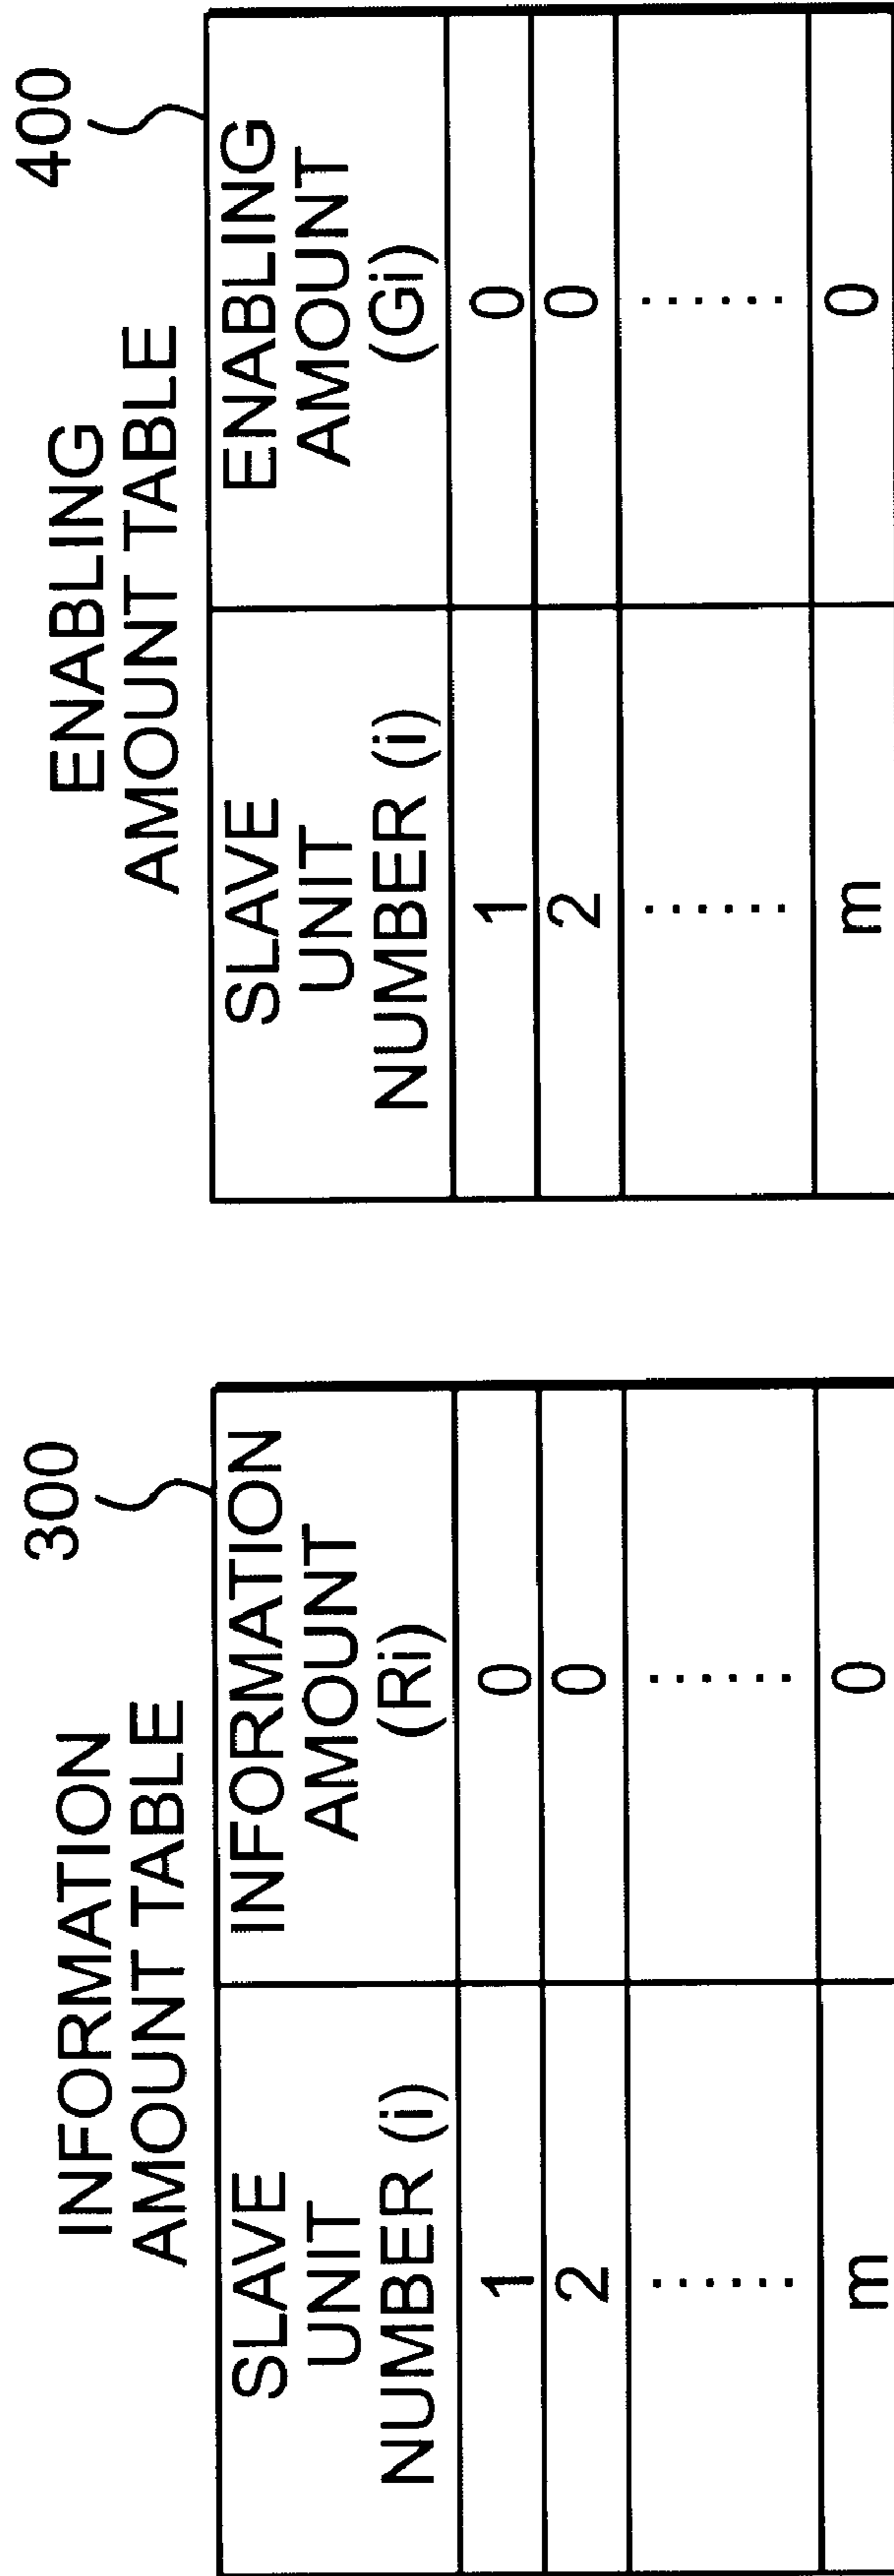 INFORMATION
AMOUNT TABLE
300
SLAVE
UNIT
NUMBER (i)
INFORMATION
AMOUNT
(Ri)
1 0
2 0
...... ......
m 0
ENABLING
AMOUNT TABLE
400
SLAVE
UNIT
NUMBER (i)
ENABLING
AMOUNT
(Gi)
1 0
2 0
...... ......
m 0